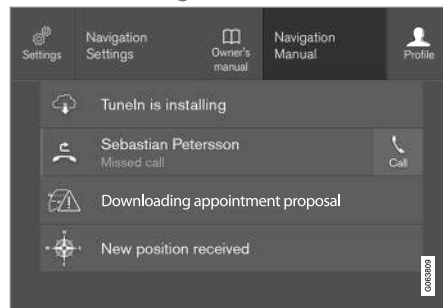 Settings
Navigation
Settings
Owner's
manual
Navigation
Manual
Profile
TuneIn is installing
Sebastian Petersson
Missed call
Call
Downloading appointment proposal
New position received
G063809